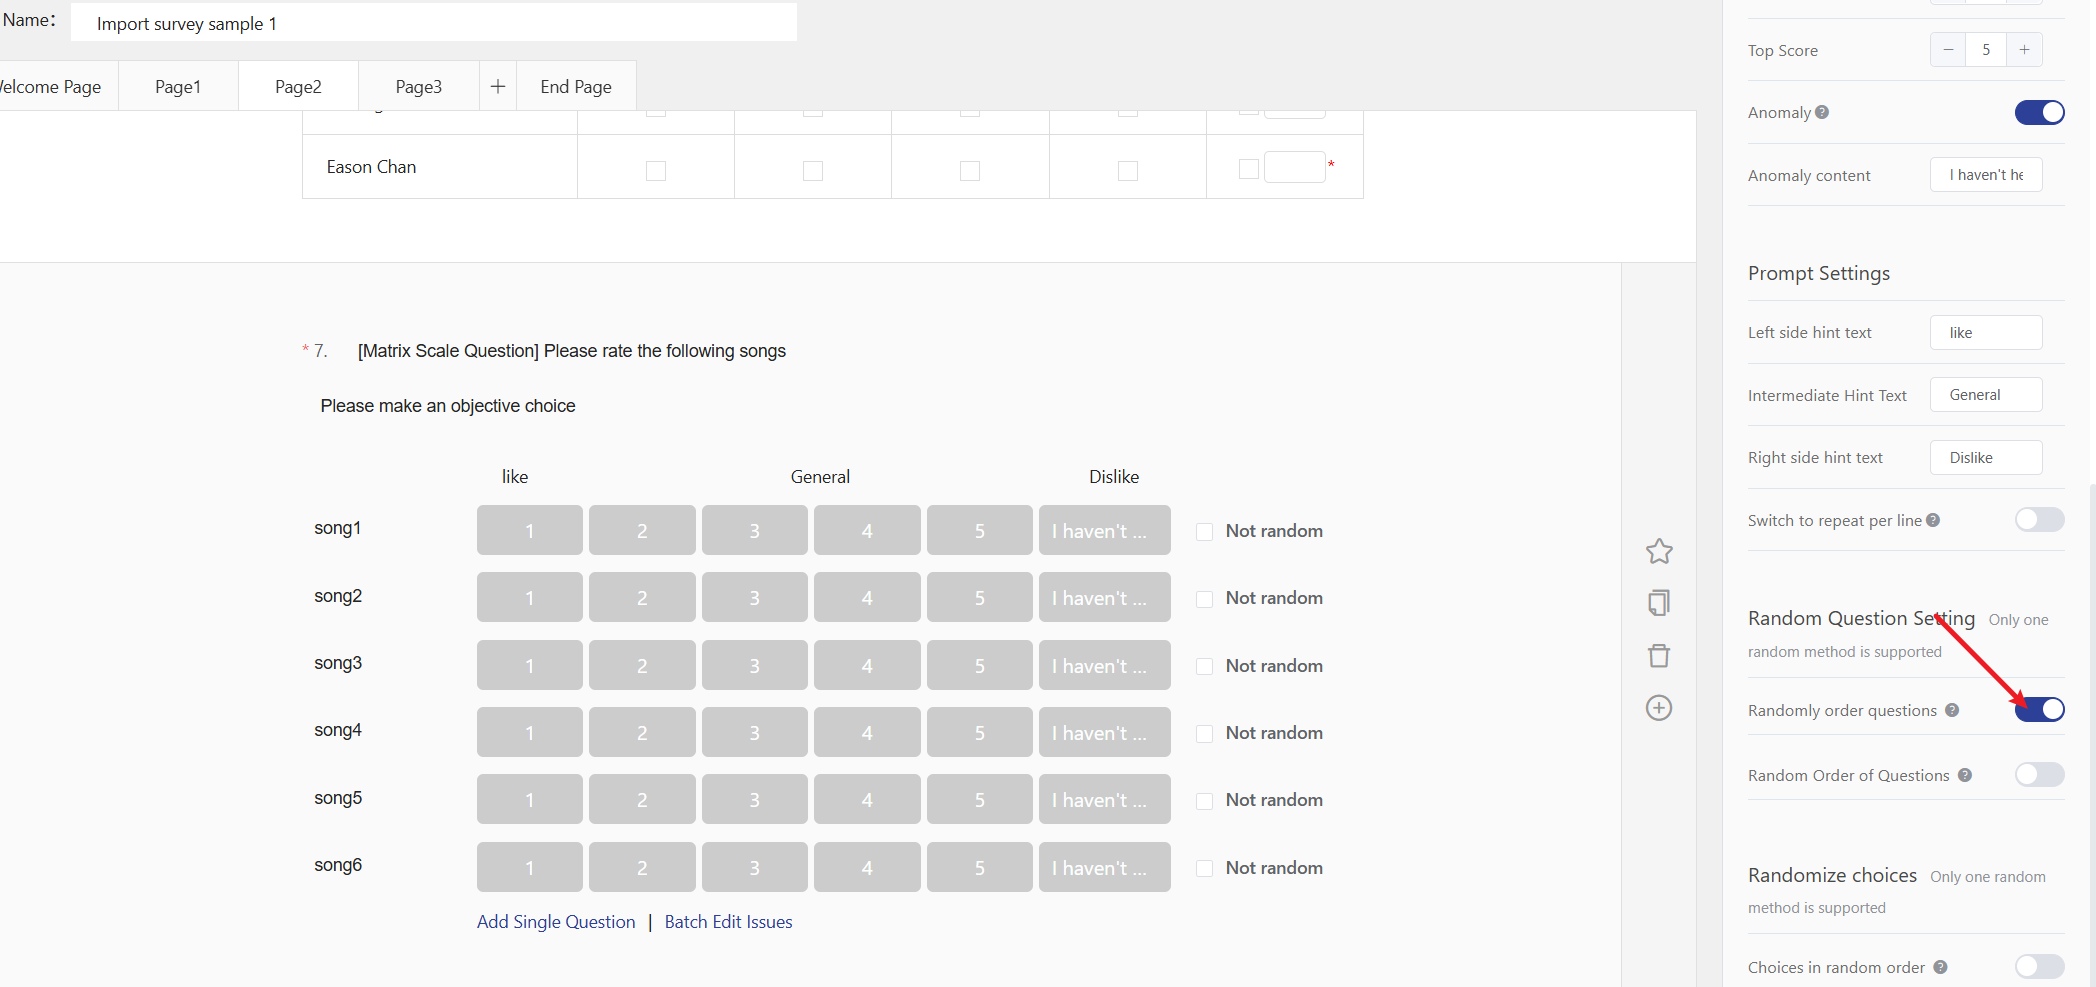 Name:
Import survey sample 1
elcome Page
Page1
Page2
Page3
+
End Page
Eason Chan
*
* 7. [Matrix Scale Question] Please rate the following songs
Please make an objective choice
like General Dislike
song1 1 2 3 4 5 I haven't ... Not random
song2 1 2 3 4 5 I haven't ... Not random
song3 1 2 3 4 5 I haven't ... Not random
song4 1 2 3 4 5 I haven't ... Not random
song5 1 2 3 4 5 I haven't ... Not random
song6 1 2 3 4 5 I haven't ... Not random
Add Single Question | Batch Edit Issues
Top Score − 5 +
Anomaly ?
Anomaly content I haven't he
Prompt Settings
Left side hint text like
Intermediate Hint Text General
Right side hint text Dislike
Switch to repeat per line ?
Random Question Setting Only one
random method is supported
Randomly order questions ?
Random Order of Questions ?
Randomize choices Only one random
method is supported
Choices in random order ?